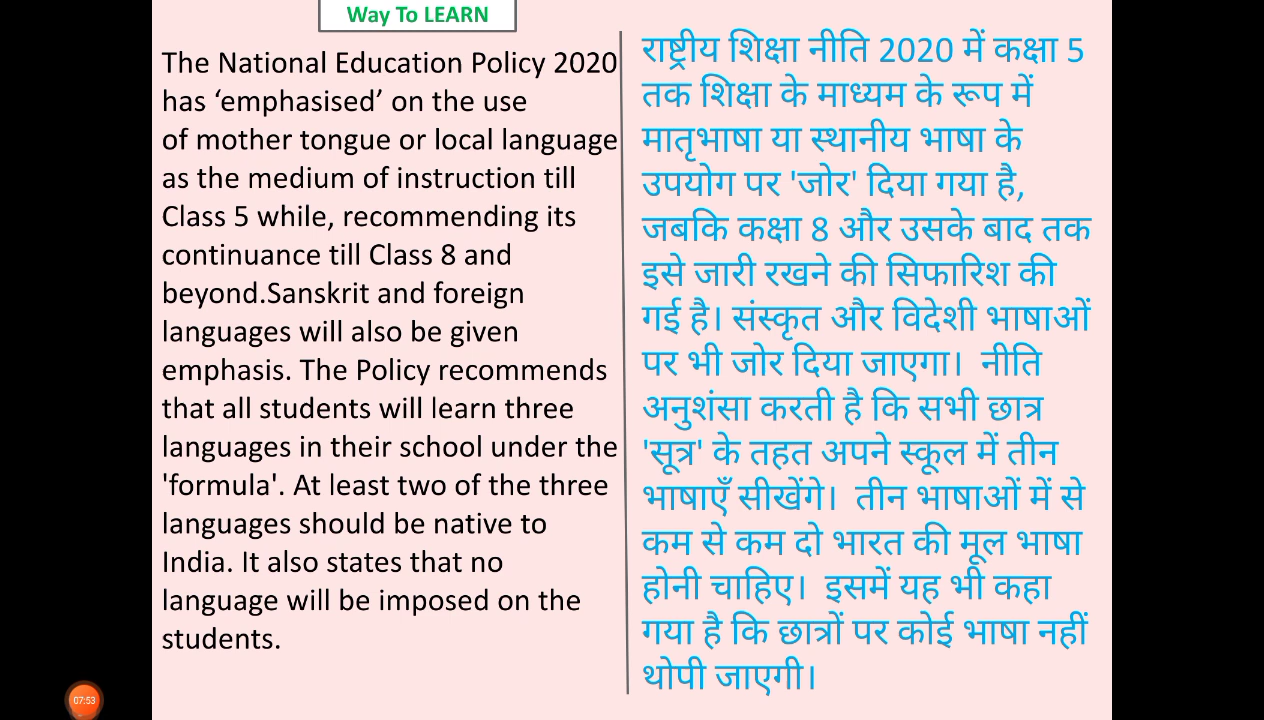 Way To LEARN
The National Education Policy 2020
has ‘emphasised’ on the use
of mother tongue or local language
as the medium of instruction till
Class 5 while, recommending its
continuance till Class 8 and
beyond.Sanskrit and foreign
languages will also be given
emphasis. The Policy recommends
that all students will learn three
languages in their school under the
'formula'. At least two of the three
languages should be native to
India. It also states that no
language will be imposed on the
students.
राष्ट्रीय शिक्षा नीति 2020 में कक्षा 5
तक शिक्षा के माध्यम के रूप में
मातृभाषा या स्थानीय भाषा के
उपयोग पर 'जोर' दिया गया है,
जबकि कक्षा 8 और उसके बाद तक
इसे जारी रखने की सिफारिश की
गई है। संस्कृत और विदेशी भाषाओं
पर भी जोर दिया जाएगा। नीति
अनुशंसा करती है कि सभी छात्र
'सूत्र' के तहत अपने स्कूल में तीन
भाषाएँ सीखेंगे। तीन भाषाओं में से
कम से कम दो भारत की मूल भाषा
होनी चाहिए। इसमें यह भी कहा
गया है कि छात्रों पर कोई भाषा नहीं
थोपी जाएगी।
07:53